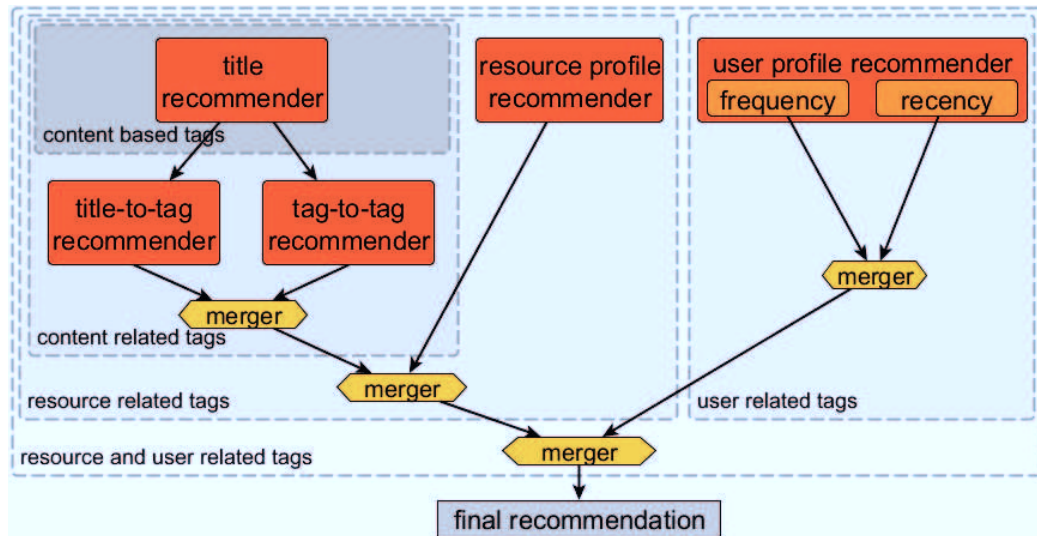 title
recommender
content based tags
resource profile
recommender
user profile recommender
frequency
recency
title-to-tag
recommender
tag-to-tag
recommender
merger
content related tags
merger
merger
resource related tags
user related tags
merger
resource and user related tags
final recommendation